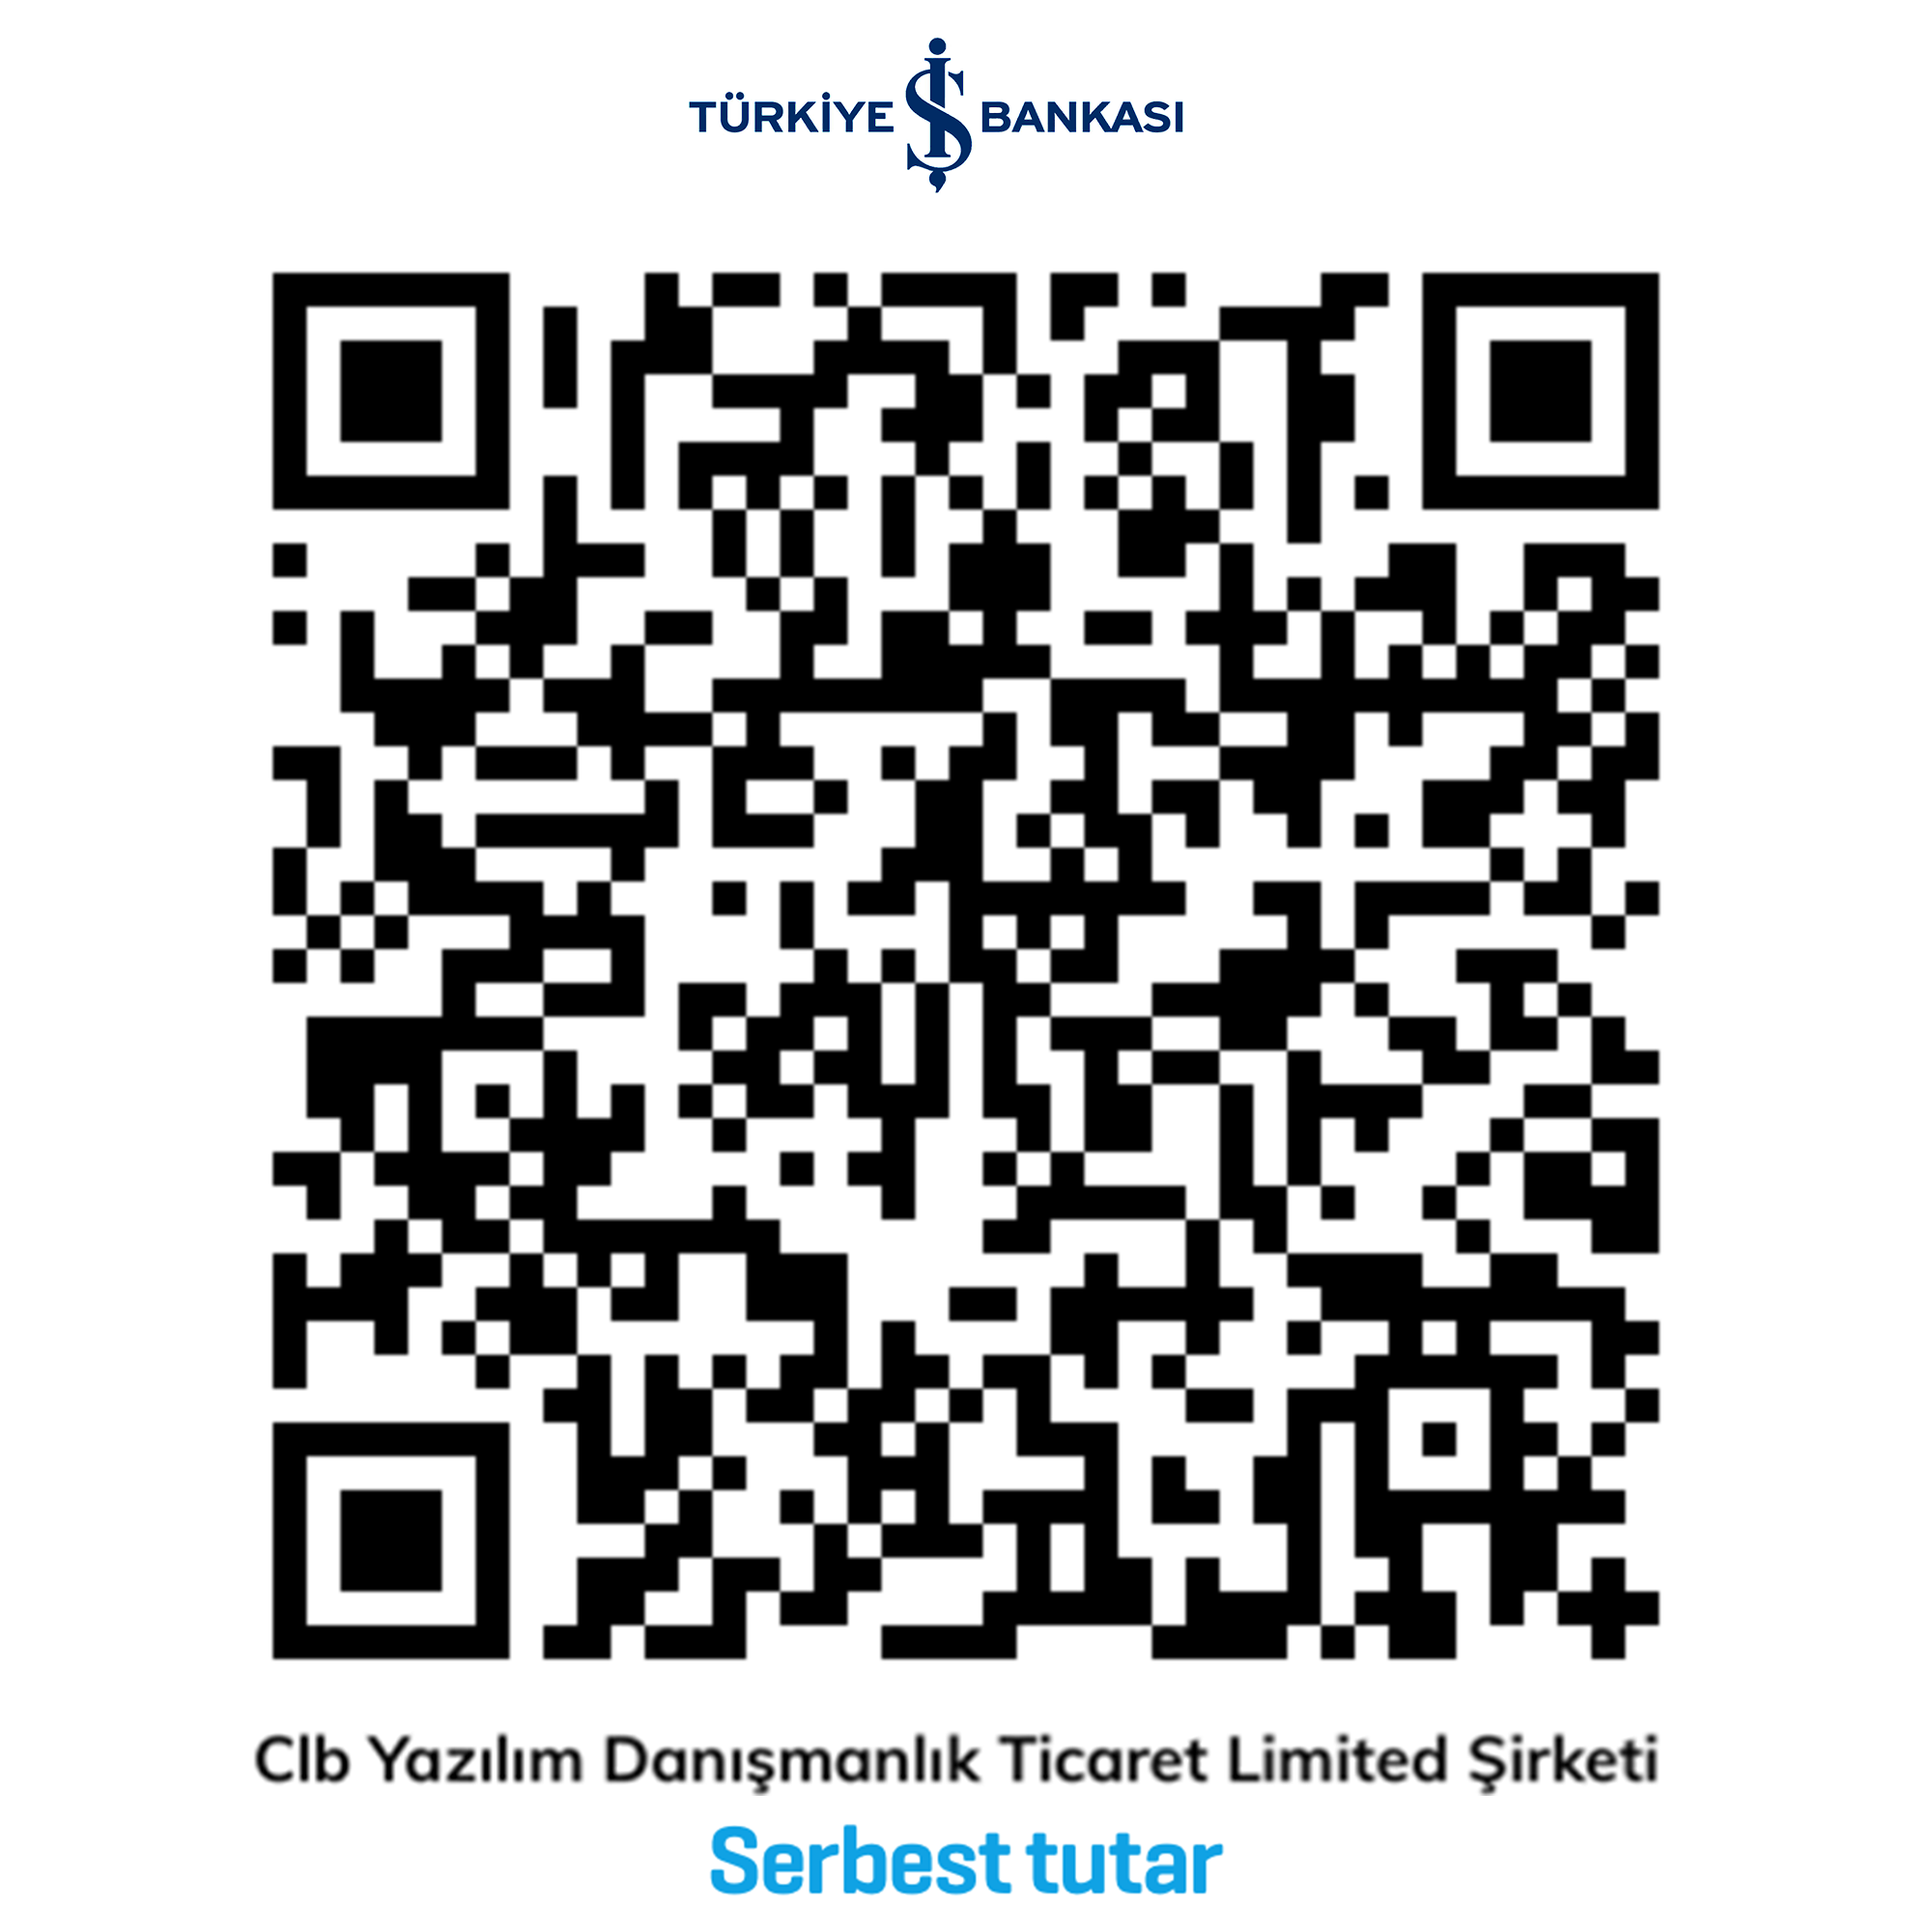 TÜRKİYE İŞ BANKASI
Clb Yazılım Danışmanlık Ticaret Limited Şirketi
Serbest tutar